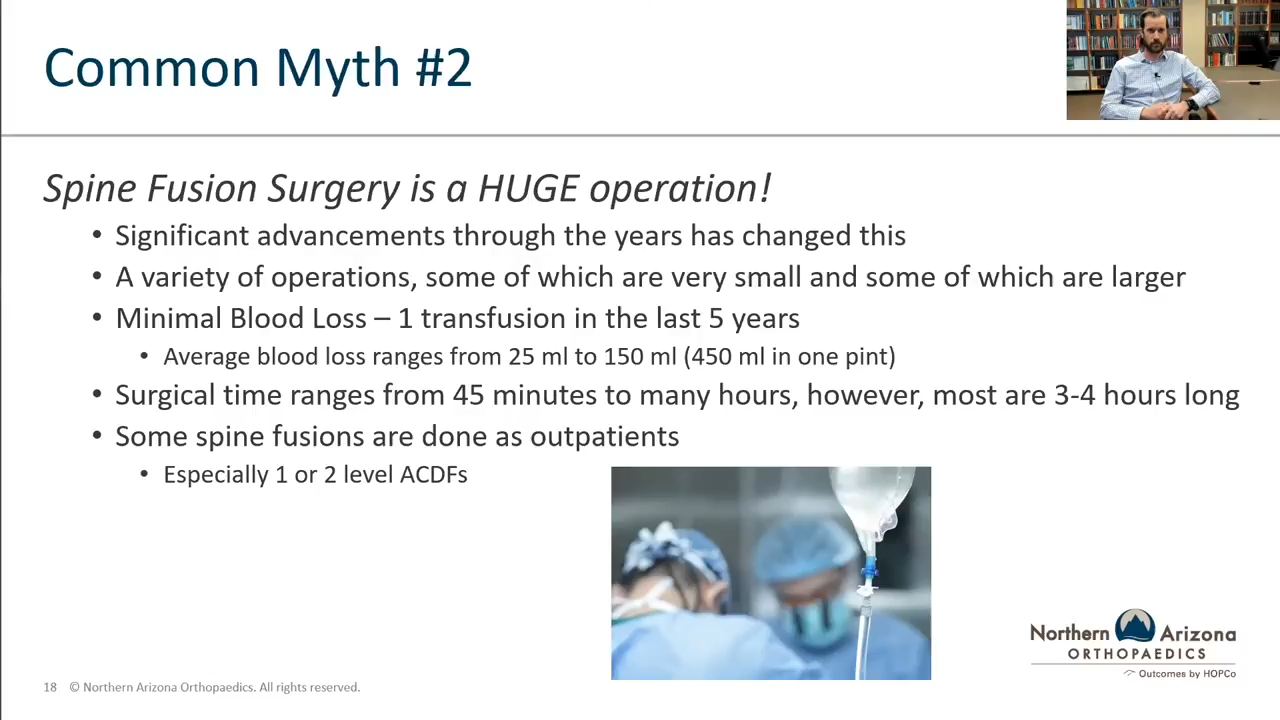 Common Myth #2
Spine Fusion Surgery is a HUGE operation!
• Significant advancements through the years has changed this
• A variety of operations, some of which are very small and some of which are larger
• Minimal Blood Loss – 1 transfusion in the last 5 years
• Average blood loss ranges from 25 ml to 150 ml (450 ml in one pint)
• Surgical time ranges from 45 minutes to many hours, however, most are 3-4 hours long
• Some spine fusions are done as outpatients
• Especially 1 or 2 level ACDFs
Northern Arizona
ORTHOPAEDICS
Outcomes by HOPCo
18 © Northern Arizona Orthopaedics. All rights reserved.